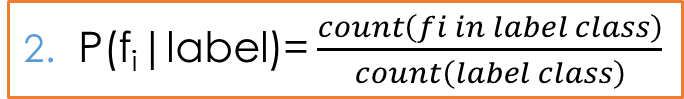 2. P(fᵢ | label)= count(fi in label class) / count(label class)